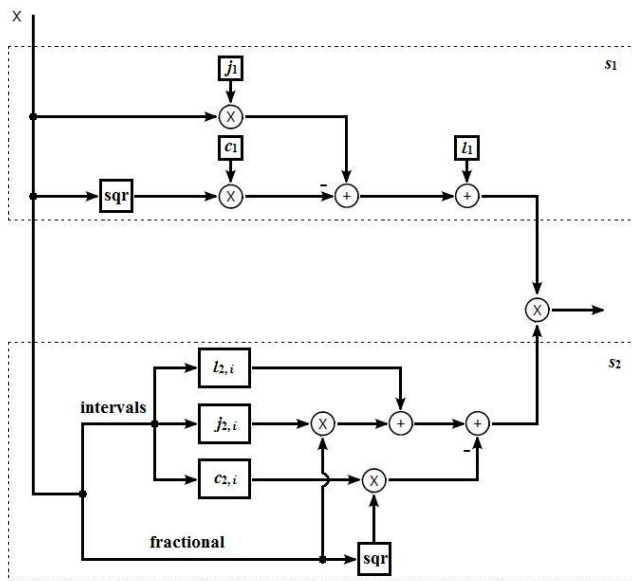 X
j1
s1
X
c1
l1
sqr
X
-
+
+
X
s2
l2, i
intervals
j2, i
X
+
+
-
c2, i
X
fractional
sqr